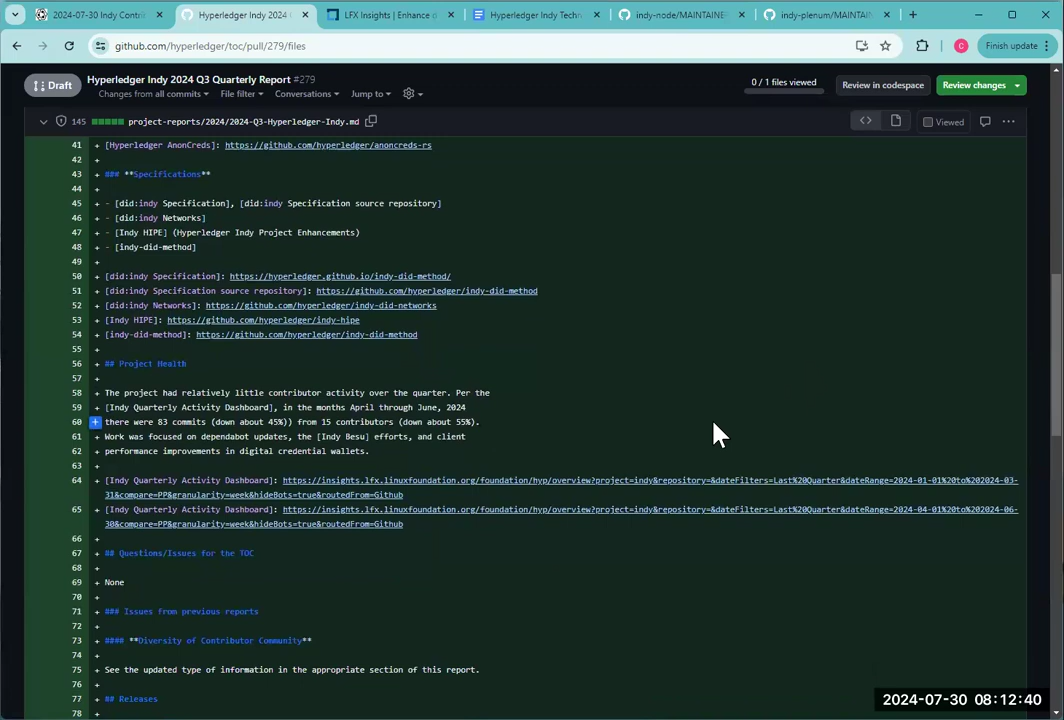 2024-07-30 Indy Contri
Hyperledger Indy 2024
LFX Insights | Enhance
Hyperledger Indy Techn
indy-node/MAINTAINE
indy-plenum/MAINTAIN
github.com/hyperledger/toc/pull/279/files
C
Finish update
Draft
Hyperledger Indy 2024 Q3 Quarterly Report #279
Changes from all commits
File filter
Conversations
Jump to
0 / 1 files viewed
Review in codespace
Review changes
145
project-reports/2024/2024-Q3-Hyperledger-Indy.md
Viewed
41 + [Hyperledger AnonCreds]: https://github.com/hyperledger/anoncreds-rs
42 +
43 + ### **Specifications**
44 +
45 + - [did:indy Specification], [did:indy Specification source repository]
46 + - [did:indy Networks]
47 + - [Indy HIPE] (Hyperledger Indy Project Enhancements)
48 + - [indy-did-method]
49 +
50 + [did:indy Specification]: https://hyperledger.github.io/indy-did-method/
51 + [did:indy Specification source repository]: https://github.com/hyperledger/indy-did-method
52 + [did:indy Networks]: https://github.com/hyperledger/indy-did-networks
53 + [Indy HIPE]: https://github.com/hyperledger/indy-hipe
54 + [indy-did-method]: https://github.com/hyperledger/indy-did-method
55 +
56 + ## Project Health
57 +
58 + The project had relatively little contributor activity over the quarter. Per the
59 + [Indy Quarterly Activity Dashboard], in the months April through June, 2024
60 + there were 83 commits (down about 45%)) from 15 contributors (down about 55%).
61 + Work was focused on dependabot updates, the [Indy Besu] efforts, and client
62 + performance improvements in digital credential wallets.
63 +
64 + [Indy Quarterly Activity Dashboard]: https://insights.lfx.linuxfoundation.org/foundation/hyp/overview?project=indy&repository=&dateFilters=Last%20Quarter&dateRange=2024-01-01%20to%202024-03-
31&compare=PP&granularity=week&hideBots=true&routedFrom=Github
65 + [Indy Quarterly Activity Dashboard]: https://insights.lfx.linuxfoundation.org/foundation/hyp/overview?project=indy&repository=&dateFilters=Last%20Quarter&dateRange=2024-04-01%20to%202024-06-
30&compare=PP&granularity=week&hideBots=true&routedFrom=Github
66 +
67 + ## Questions/Issues for the TOC
68 +
69 + None
70 +
71 + ### Issues from previous reports
72 +
73 + #### **Diversity of Contributor Community**
74 +
75 + See the updated type of information in the appropriate section of this report.
76 +
77 + ## Releases
78 +
2024-07-30 08:12:40